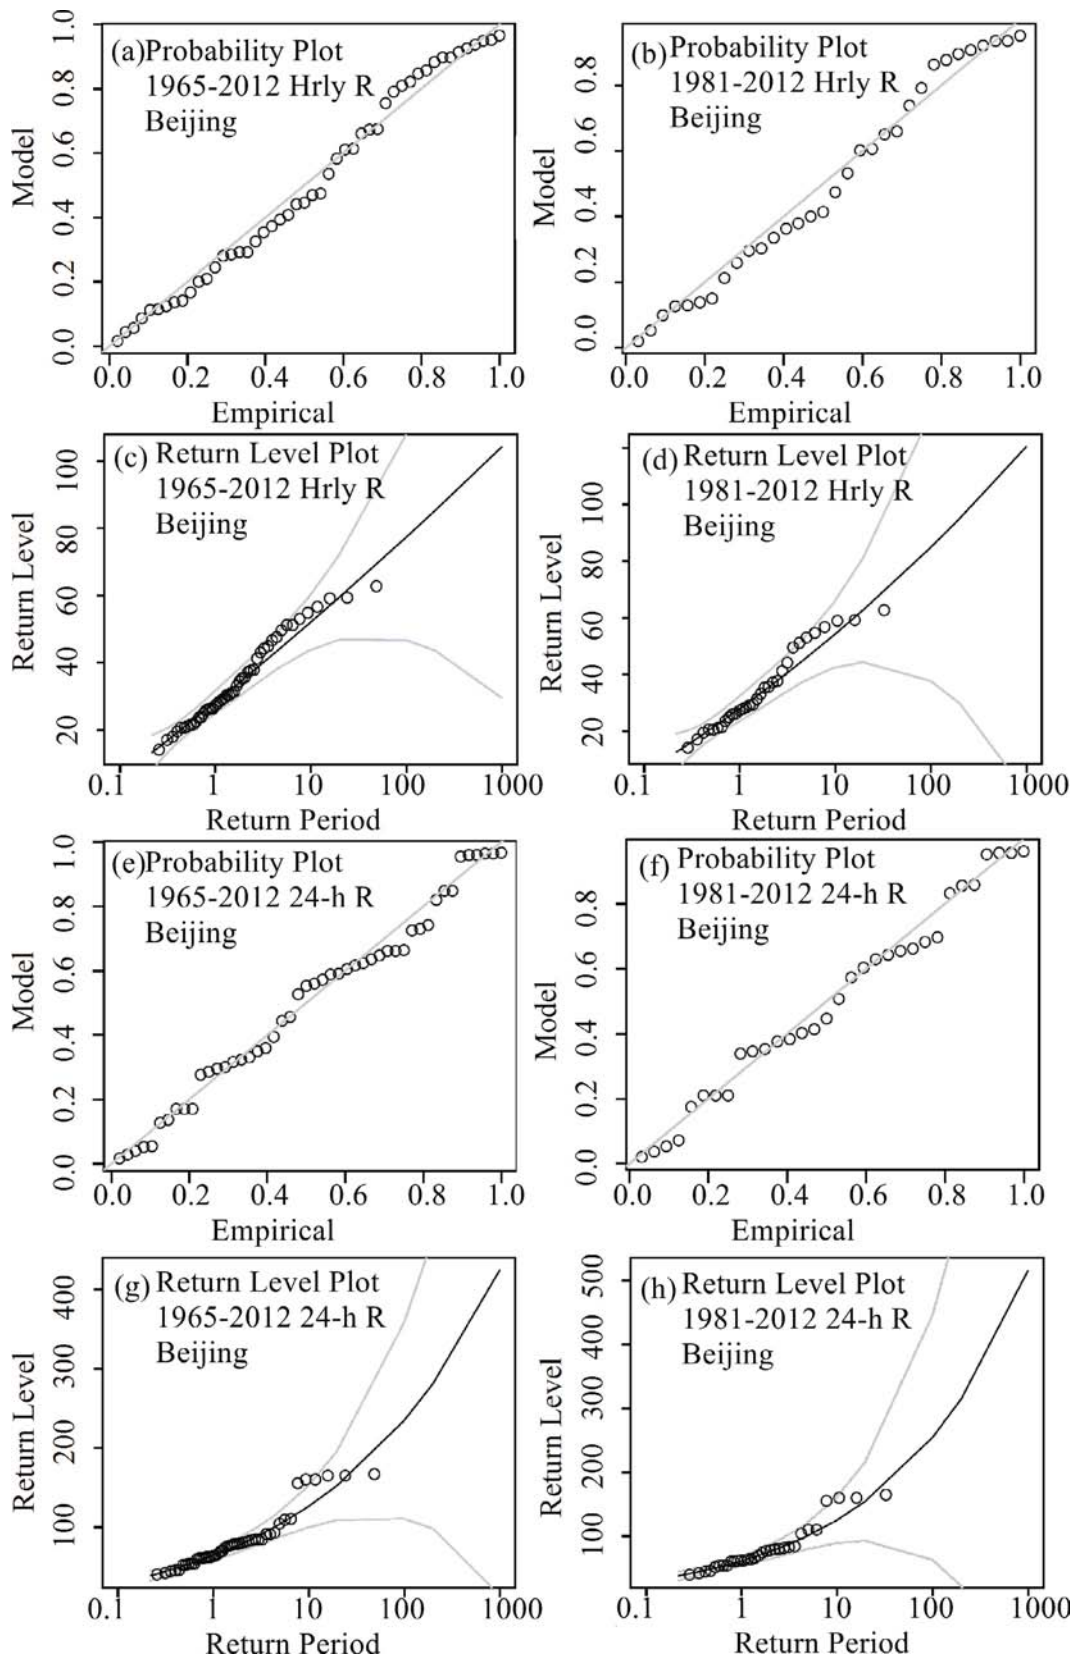 (a) Probability Plot
1965-2012 Hrly R
Beijing
Model
0.0 0.2 0.4 0.6 0.8 1.0
0.0 0.2 0.4 0.6 0.8 1.0
Empirical
(b) Probability Plot
1981-2012 Hrly R
Beijing
Model
0.0 0.2 0.4 0.6 0.8
0.0 0.2 0.4 0.6 0.8 1.0
Empirical
(c) Return Level Plot
1965-2012 Hrly R
Beijing
Return Level
20 40 60 80 100
0.1 1 10 100 1000
Return Period
(d) Return Level Plot
1981-2012 Hrly R
Beijing
Return Level
20 40 60 80 100
0.1 1 10 100 1000
Return Period
(e) Probability Plot
1965-2012 24-h R
Beijing
Model
0.0 0.2 0.4 0.6 0.8 1.0
0.0 0.2 0.4 0.6 0.8 1.0
Empirical
(f) Probability Plot
1981-2012 24-h R
Beijing
Model
0.0 0.2 0.4 0.6 0.8
0.0 0.2 0.4 0.6 0.8 1.0
Empirical
(g) Return Level Plot
1965-2012 24-h R
Beijing
Return Level
100 200 300 400
0.1 1 10 100 1000
Return Period
(h) Return Level Plot
1981-2012 24-h R
Beijing
Return Level
100 200 300 400 500
0.1 1 10 100 1000
Return Period